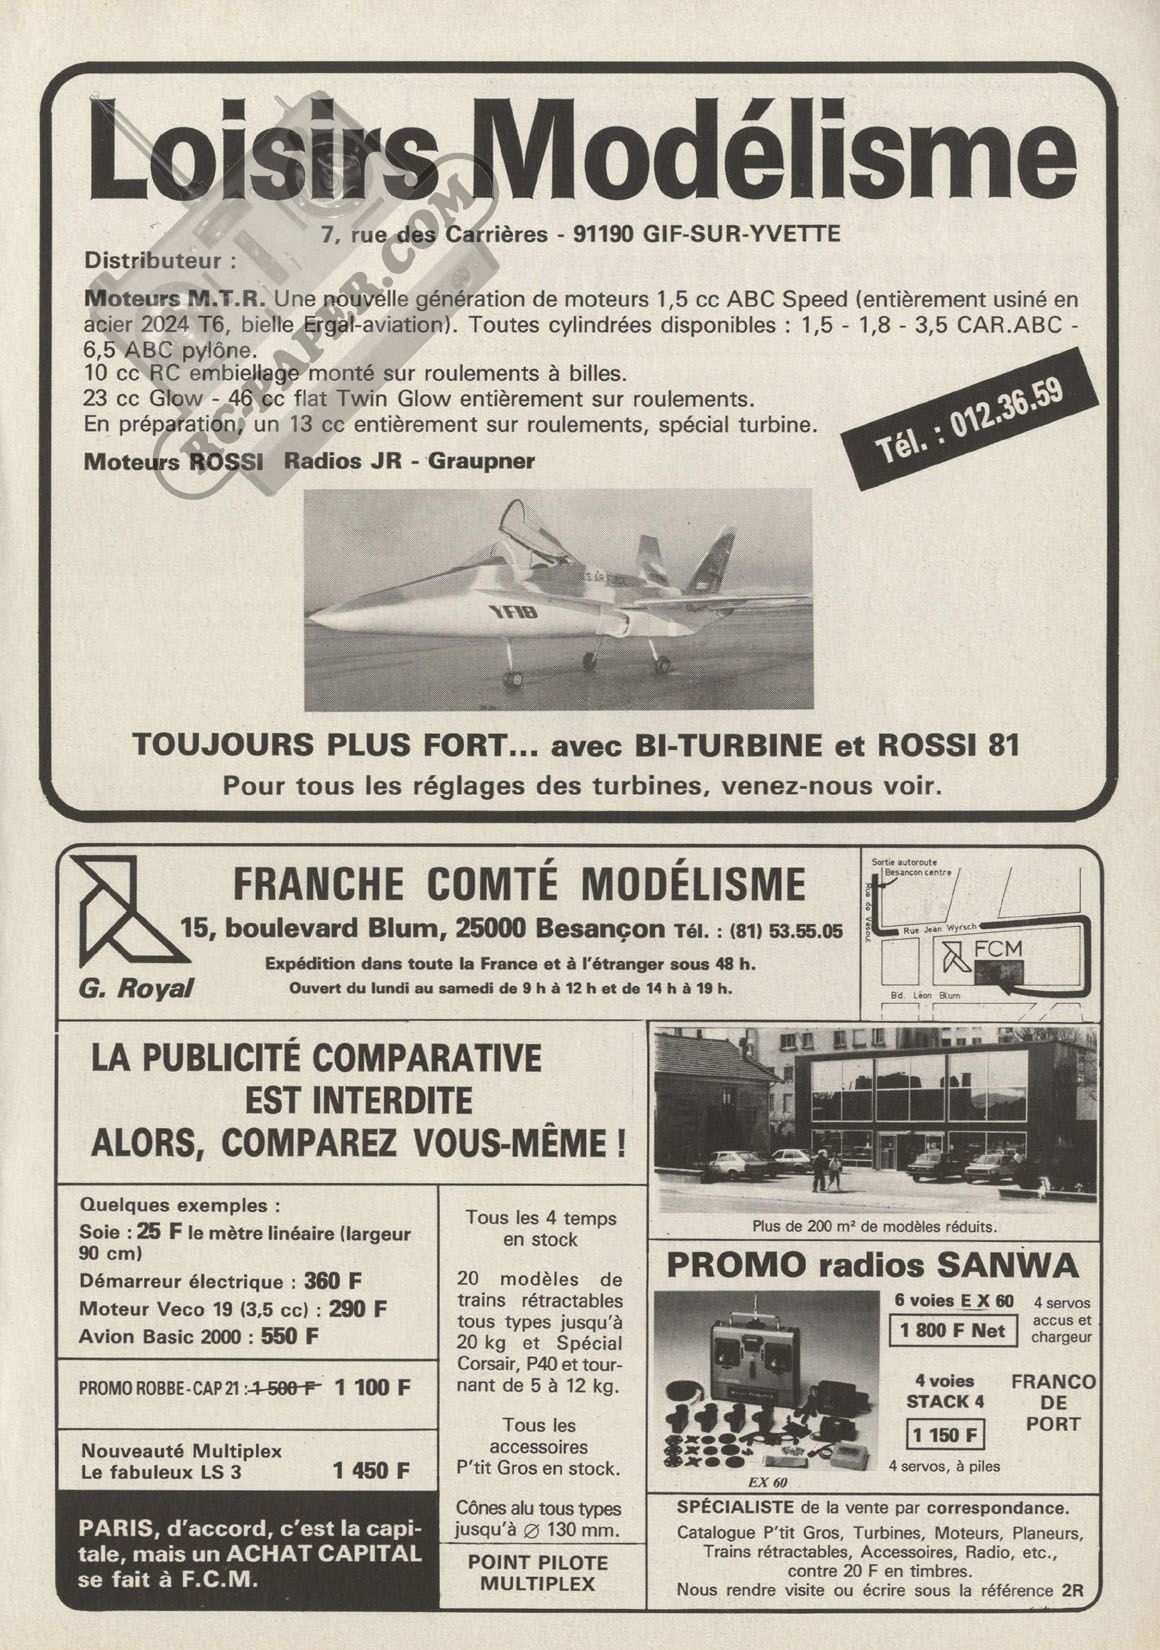 Loisirs Modélisme
7, rue des Carrières - 91190 GIF-SUR-YVETTE
Distributeur :
Moteurs M.T.R. Une nouvelle génération de moteurs 1,5 cc ABC Speed (entièrement usiné en
acier 2024 T6, bielle Ergal-aviation). Toutes cylindrées disponibles : 1,5 - 1,8 - 3,5 CAR.ABC -
6,5 ABC pylône.
10 cc RC embiellage monté sur roulements à billes.
23 cc Glow - 46 cc flat Twin Glow entièrement sur roulements.
En préparation, un 13 cc entièrement sur roulements, spécial turbine.
Tél. : 012.36.59
Moteurs ROSSI Radios JR - Graupner
RC-PAPER.COM
U.S. AIR FORCE
YF18
TOUJOURS PLUS FORT... avec BI-TURBINE et ROSSI 81
Pour tous les réglages des turbines, venez-nous voir.
FRANCHE COMTÉ MODÉLISME
15, boulevard Blum, 25000 Besançon Tél. : (81) 53.55.05
Expédition dans toute la France et à l'étranger sous 48 h.
Ouvert du lundi au samedi de 9 h à 12 h et de 14 h à 19 h.
G. Royal
Sortie autoroute
Besancon centre
Rue de Vesoul
Rue Jean Wyrsch
FCM
Bd. Léon Blum
LA PUBLICITÉ COMPARATIVE
EST INTERDITE
ALORS, COMPAREZ VOUS-MÊME !
Plus de 200 m² de modèles réduits.
Quelques exemples :
Soie : 25 F le mètre linéaire (largeur
90 cm)
Démarreur électrique : 360 F
Moteur Veco 19 (3,5 cc) : 290 F
Avion Basic 2000 : 550 F
PROMO ROBBE-CAP 21 : 1 500 F 1 100 F
Nouveauté Multiplex
Le fabuleux LS 3 1 450 F
PARIS, d'accord, c'est la capi-
tale, mais un ACHAT CAPITAL
se fait à F.C.M.
Tous les 4 temps
en stock
20 modèles de
trains rétractables
tous types jusqu'à
20 kg et Spécial
Corsair, P40 et tour-
nant de 5 à 12 kg.
Tous les
accessoires
P'tit Gros en stock.
Cônes alu tous types
jusqu'à ∅ 130 mm.
POINT PILOTE
MULTIPLEX
PROMO radios SANWA
6 voies E X 60
1 800 F Net
4 servos
accus et
chargeur
4 voies
STACK 4
1 150 F
4 servos, à piles
FRANCO
DE
PORT
EX 60
SPÉCIALISTE de la vente par correspondance.
Catalogue P'tit Gros, Turbines, Moteurs, Planeurs,
Trains rétractables, Accessoires, Radio, etc.,
contre 20 F en timbres.
Nous rendre visite ou écrire sous la référence 2R